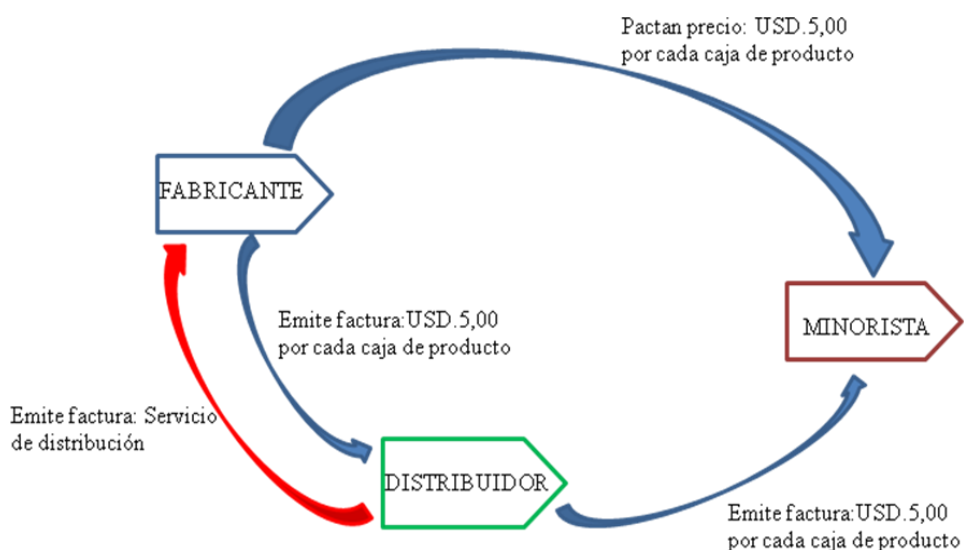 Pactan precio: USD.5,00
por cada caja de producto
FABRICANTE
Emite factura:USD.5,00
por cada caja de producto
MINORISTA
Emite factura: Servicio
de distribución
DISTRIBUIDOR
Emite factura:USD.5,00
por cada caja de producto